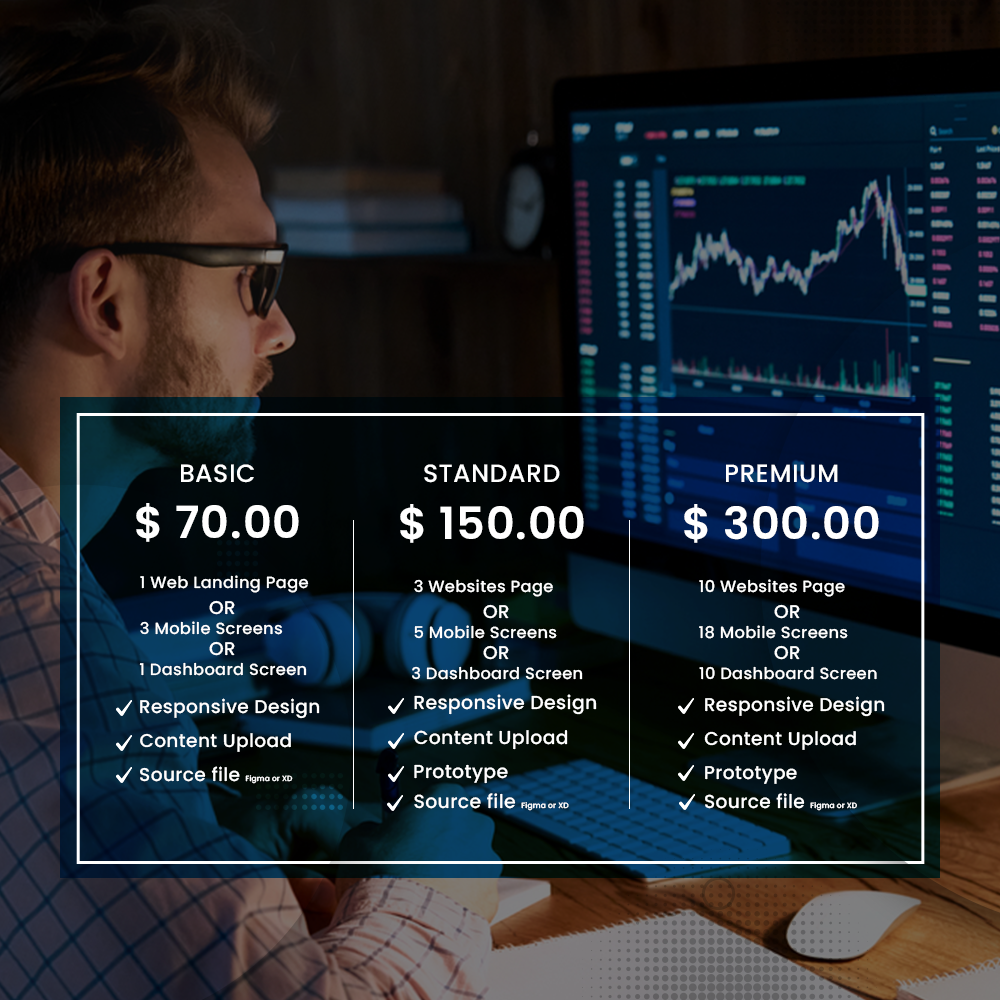 BASIC
$ 70.00
1 Web Landing Page
OR
3 Mobile Screens
OR
1 Dashboard Screen
Responsive Design
Content Upload
Source file Figma or XD
STANDARD
$ 150.00
3 Websites Page
OR
5 Mobile Screens
OR
3 Dashboard Screen
Responsive Design
Content Upload
Prototype
Source file Figma or XD
PREMIUM
$ 300.00
10 Websites Page
OR
18 Mobile Screens
OR
10 Dashboard Screen
Responsive Design
Content Upload
Prototype
Source file Figma or XD